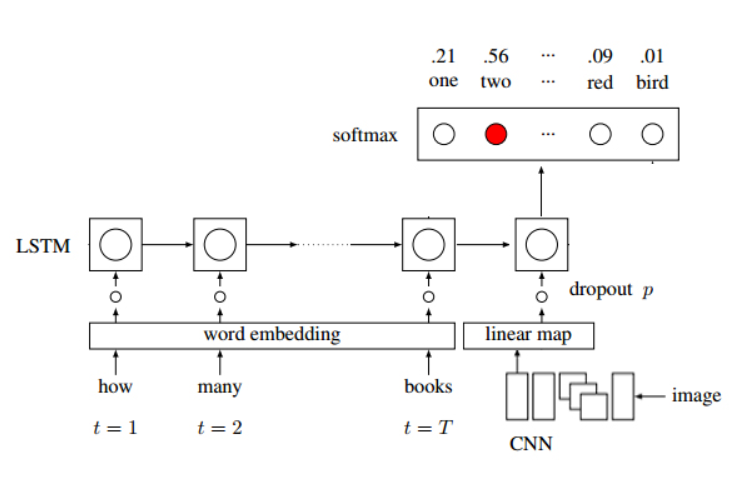 .21 .56 ... .09 .01
one two ... red bird
softmax ...
LSTM
dropout p
word embedding linear map
how many books image
t = 1 t = 2 t = T
CNN